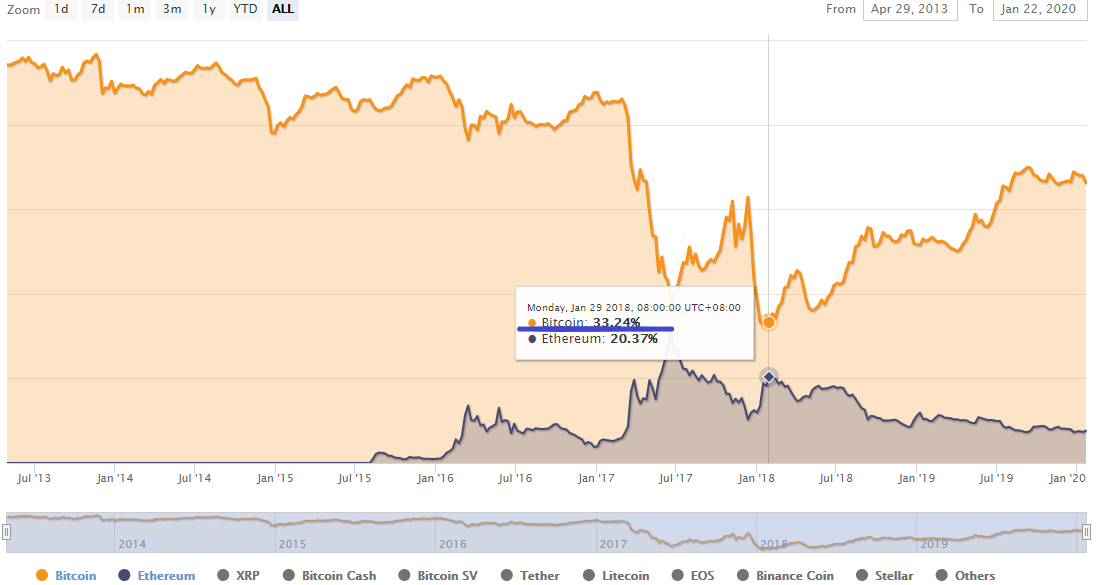 Zoom 1d 7d 1m 3m 1y YTD ALL From Apr 29, 2013 To Jan 22, 2020
Monday, Jan 29 2018, 08:00:00 UTC+08:00
Bitcoin: 33.24%
Ethereum: 20.37%
Jul '13 Jan '14 Jul '14 Jan '15 Jul '15 Jan '16 Jul '16 Jan '17 Jul '17 Jan '18 Jul '18 Jan '19 Jul '19 Jan '20
2014 2015 2016 2017 2018 2019
Bitcoin Ethereum XRP Bitcoin Cash Bitcoin SV Tether Litecoin EOS Binance Coin Stellar Others